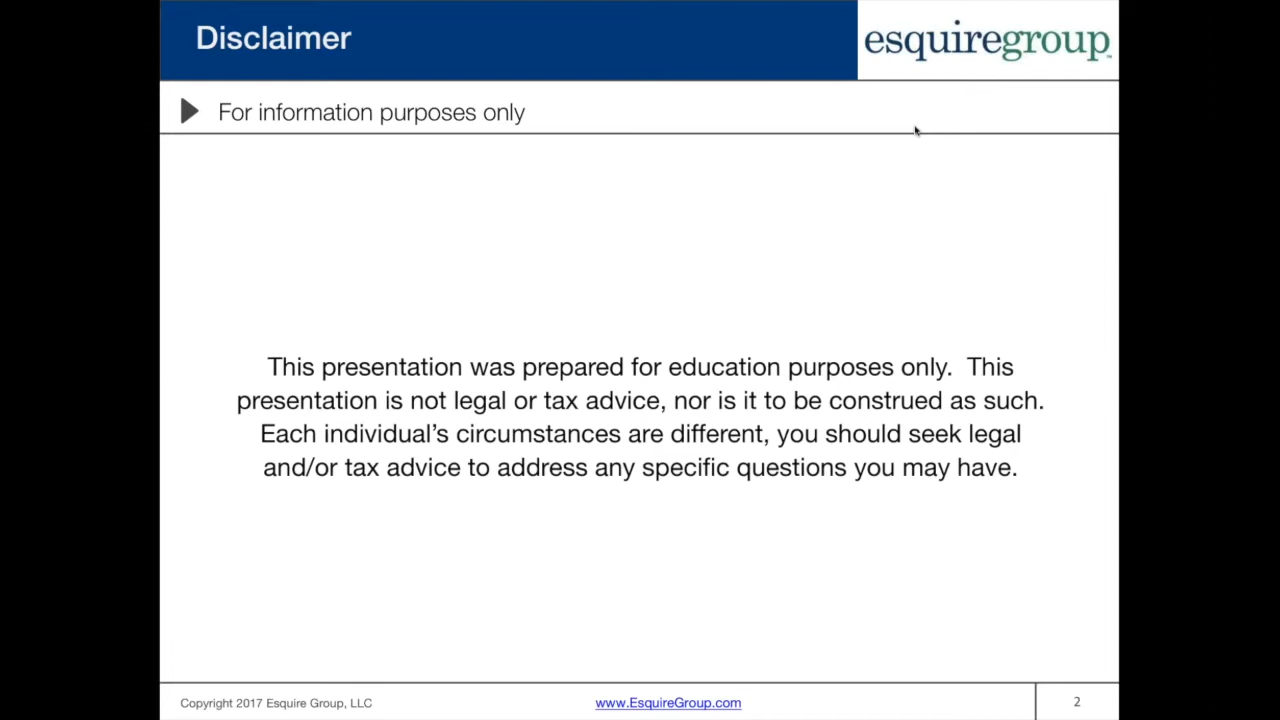 Disclaimer
esquiregroup™
For information purposes only
This presentation was prepared for education purposes only.  This
presentation is not legal or tax advice, nor is it to be construed as such.
Each individual’s circumstances are different, you should seek legal
and/or tax advice to address any specific questions you may have.
Copyright 2017 Esquire Group, LLC
www.EsquireGroup.com
2